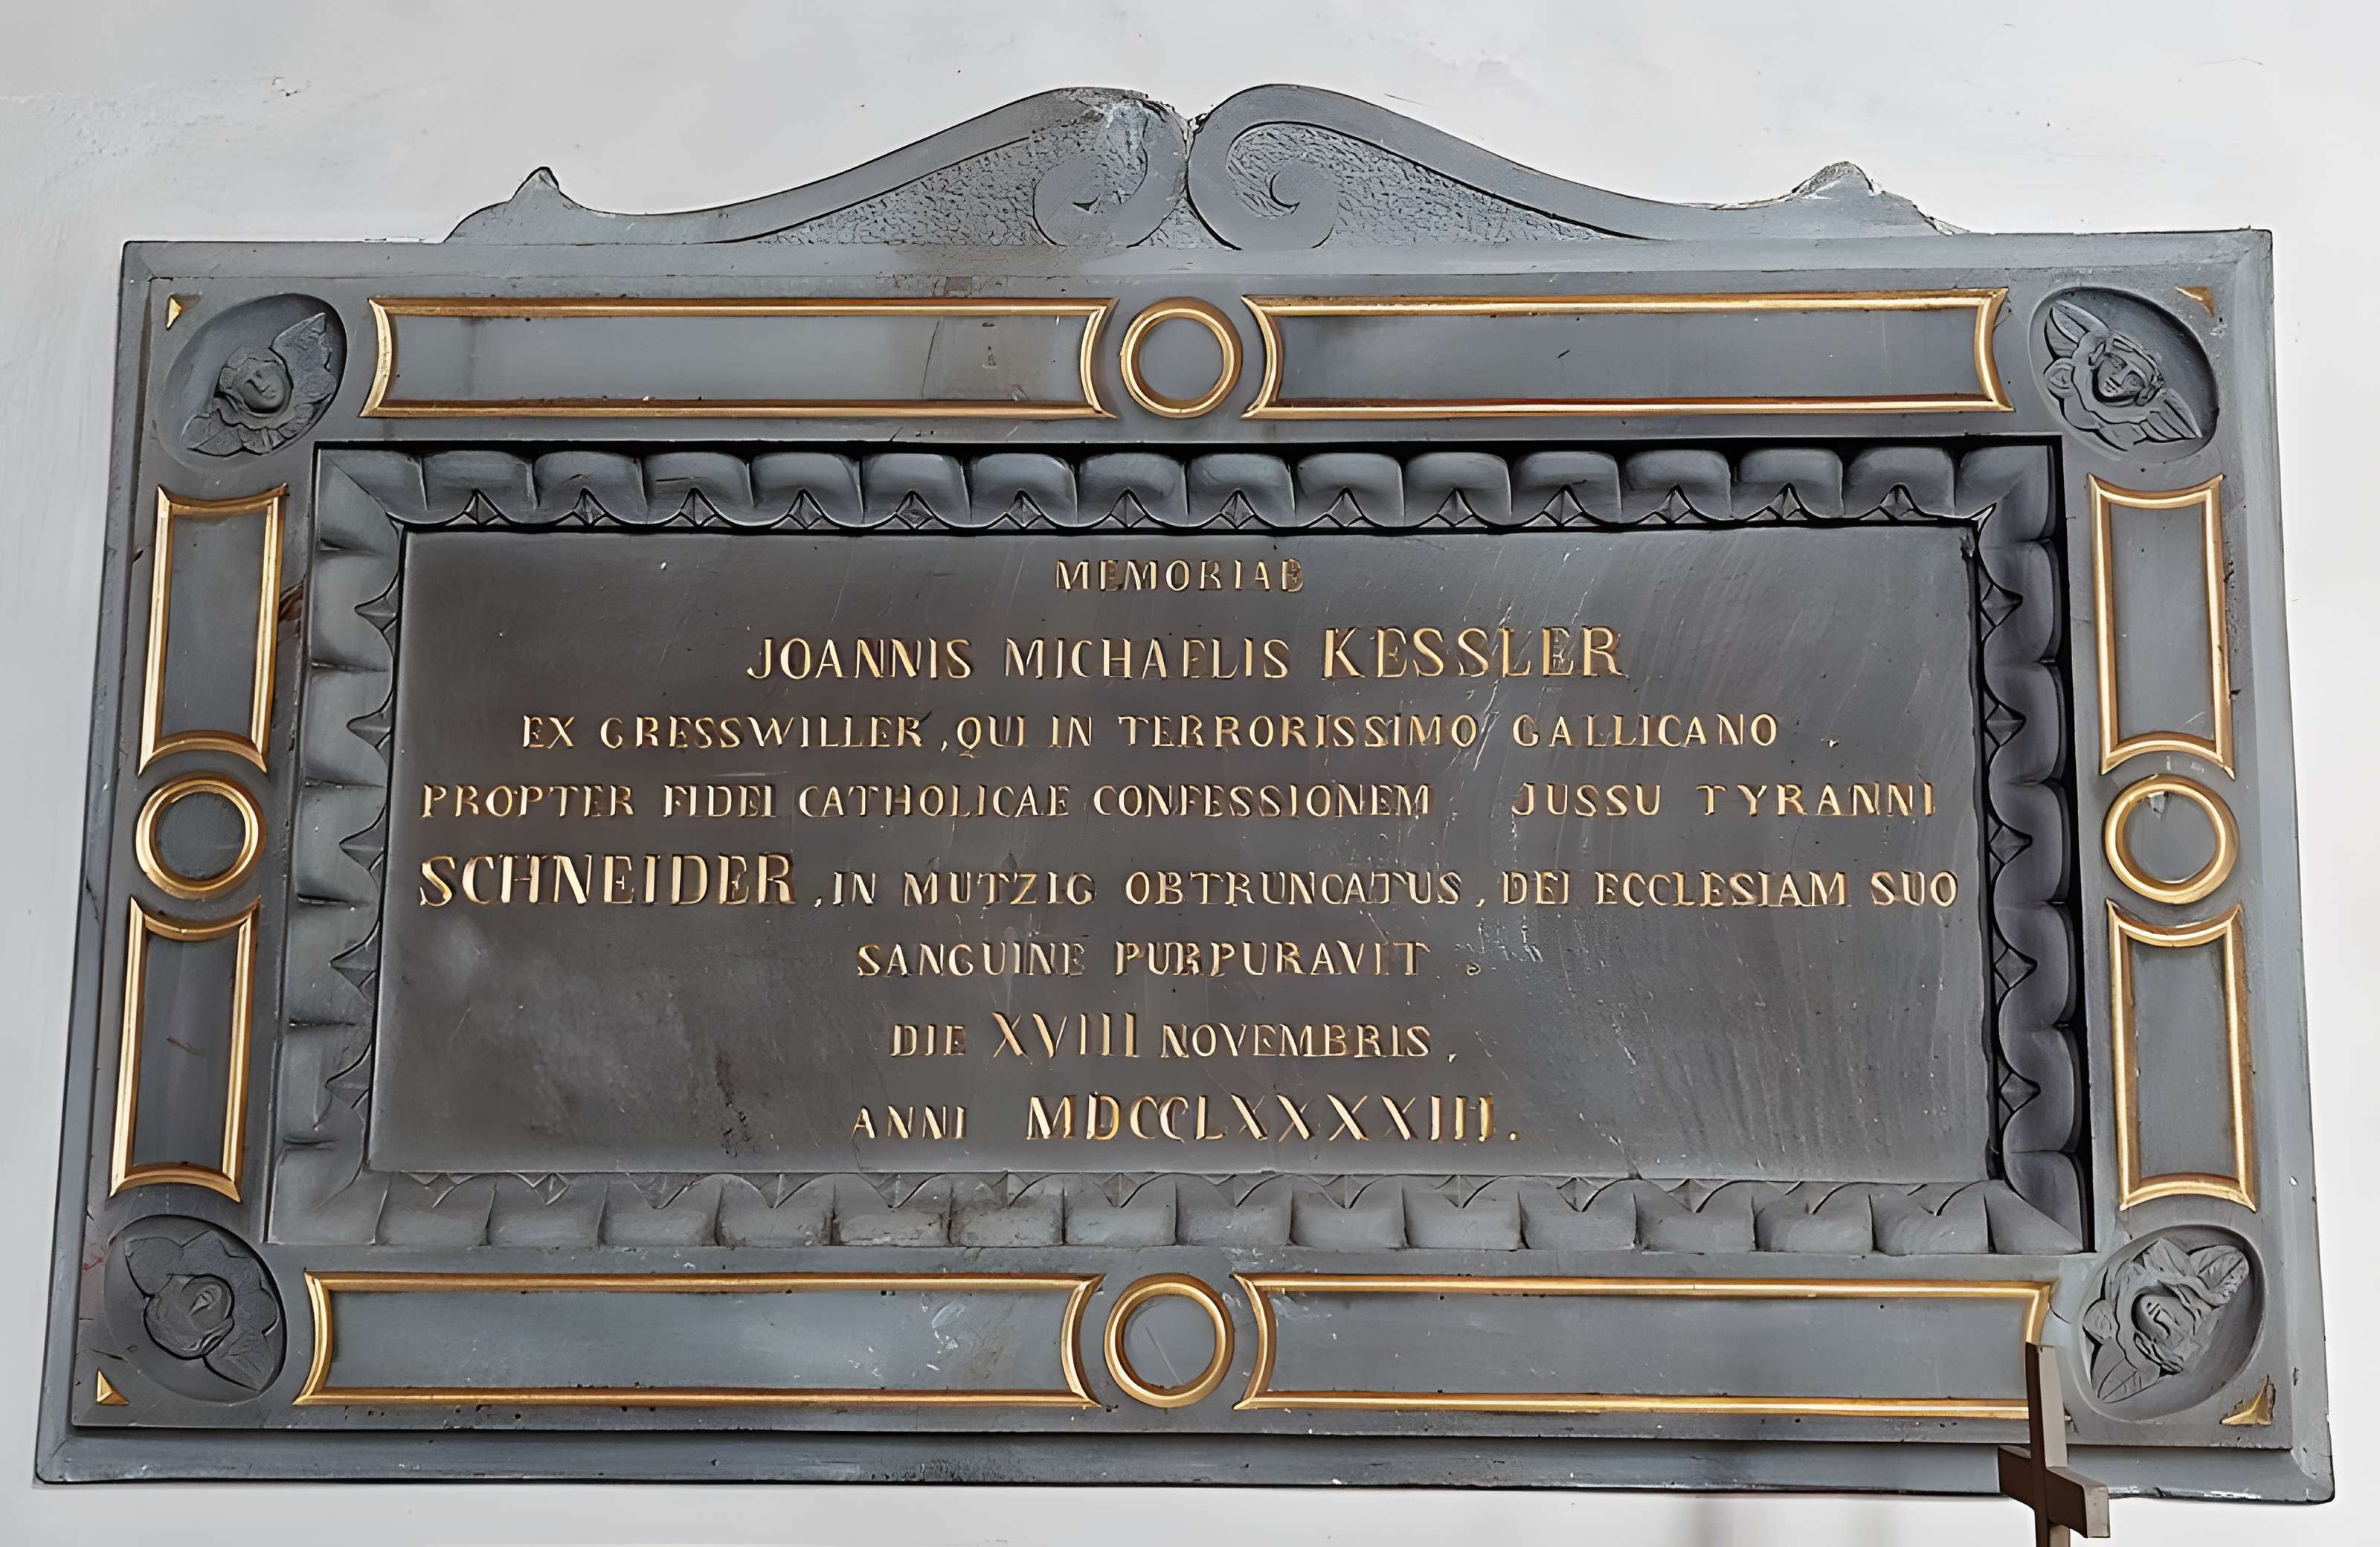 MEMORIAE
JOANNIS MICHAELIS KESSLER
EX GRESSWILLER, QUI IN TERRORISSIMO GALLICANO
PROPTER FIDEI CATHOLICAE CONFESSIONEM, JUSSU TYRANNI
SCHNEIDER, IN MUTZIG OBTRUNCATUS, DEI ECCLESIAM SUO
SANGUINE PURPURAVIT.
DIE XVIII NOVEMBRIS,
ANNI MDCCLXXXXIII.